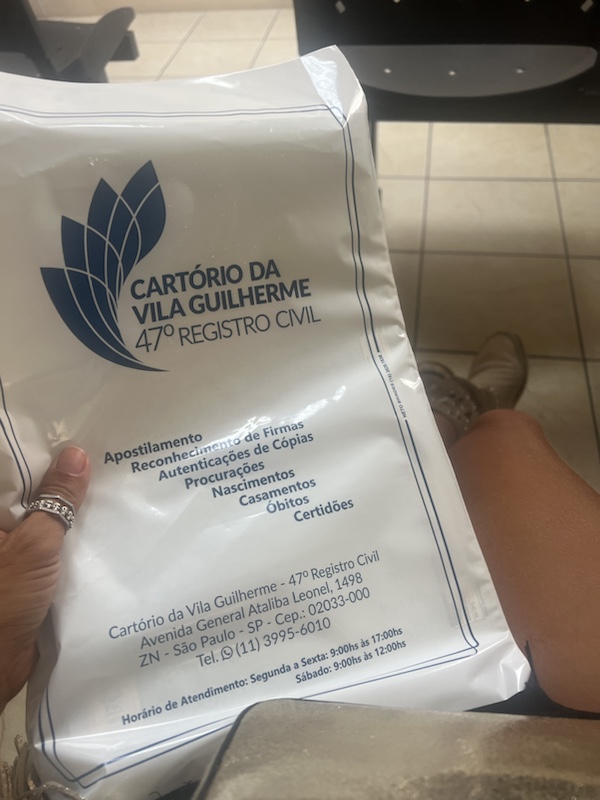 CARTÓRIO DA
VILA GUILHERME
47º REGISTRO CIVIL
Apostilamento
Reconhecimento de Firmas
Autenticações de Cópias
Procurações
Nascimentos
Casamentos
Óbitos
Certidões
Cartório da Vila Guilherme - 47º Registro Civil
Avenida General Ataliba Leonel, 1498
ZN - São Paulo - SP - Cep.: 02033-000
Tel. (11) 3995-6010
Horário de Atendimento: Segunda a Sexta: 9:00hs às 17:00hs
Sábado: 9:00hs às 12:00hs